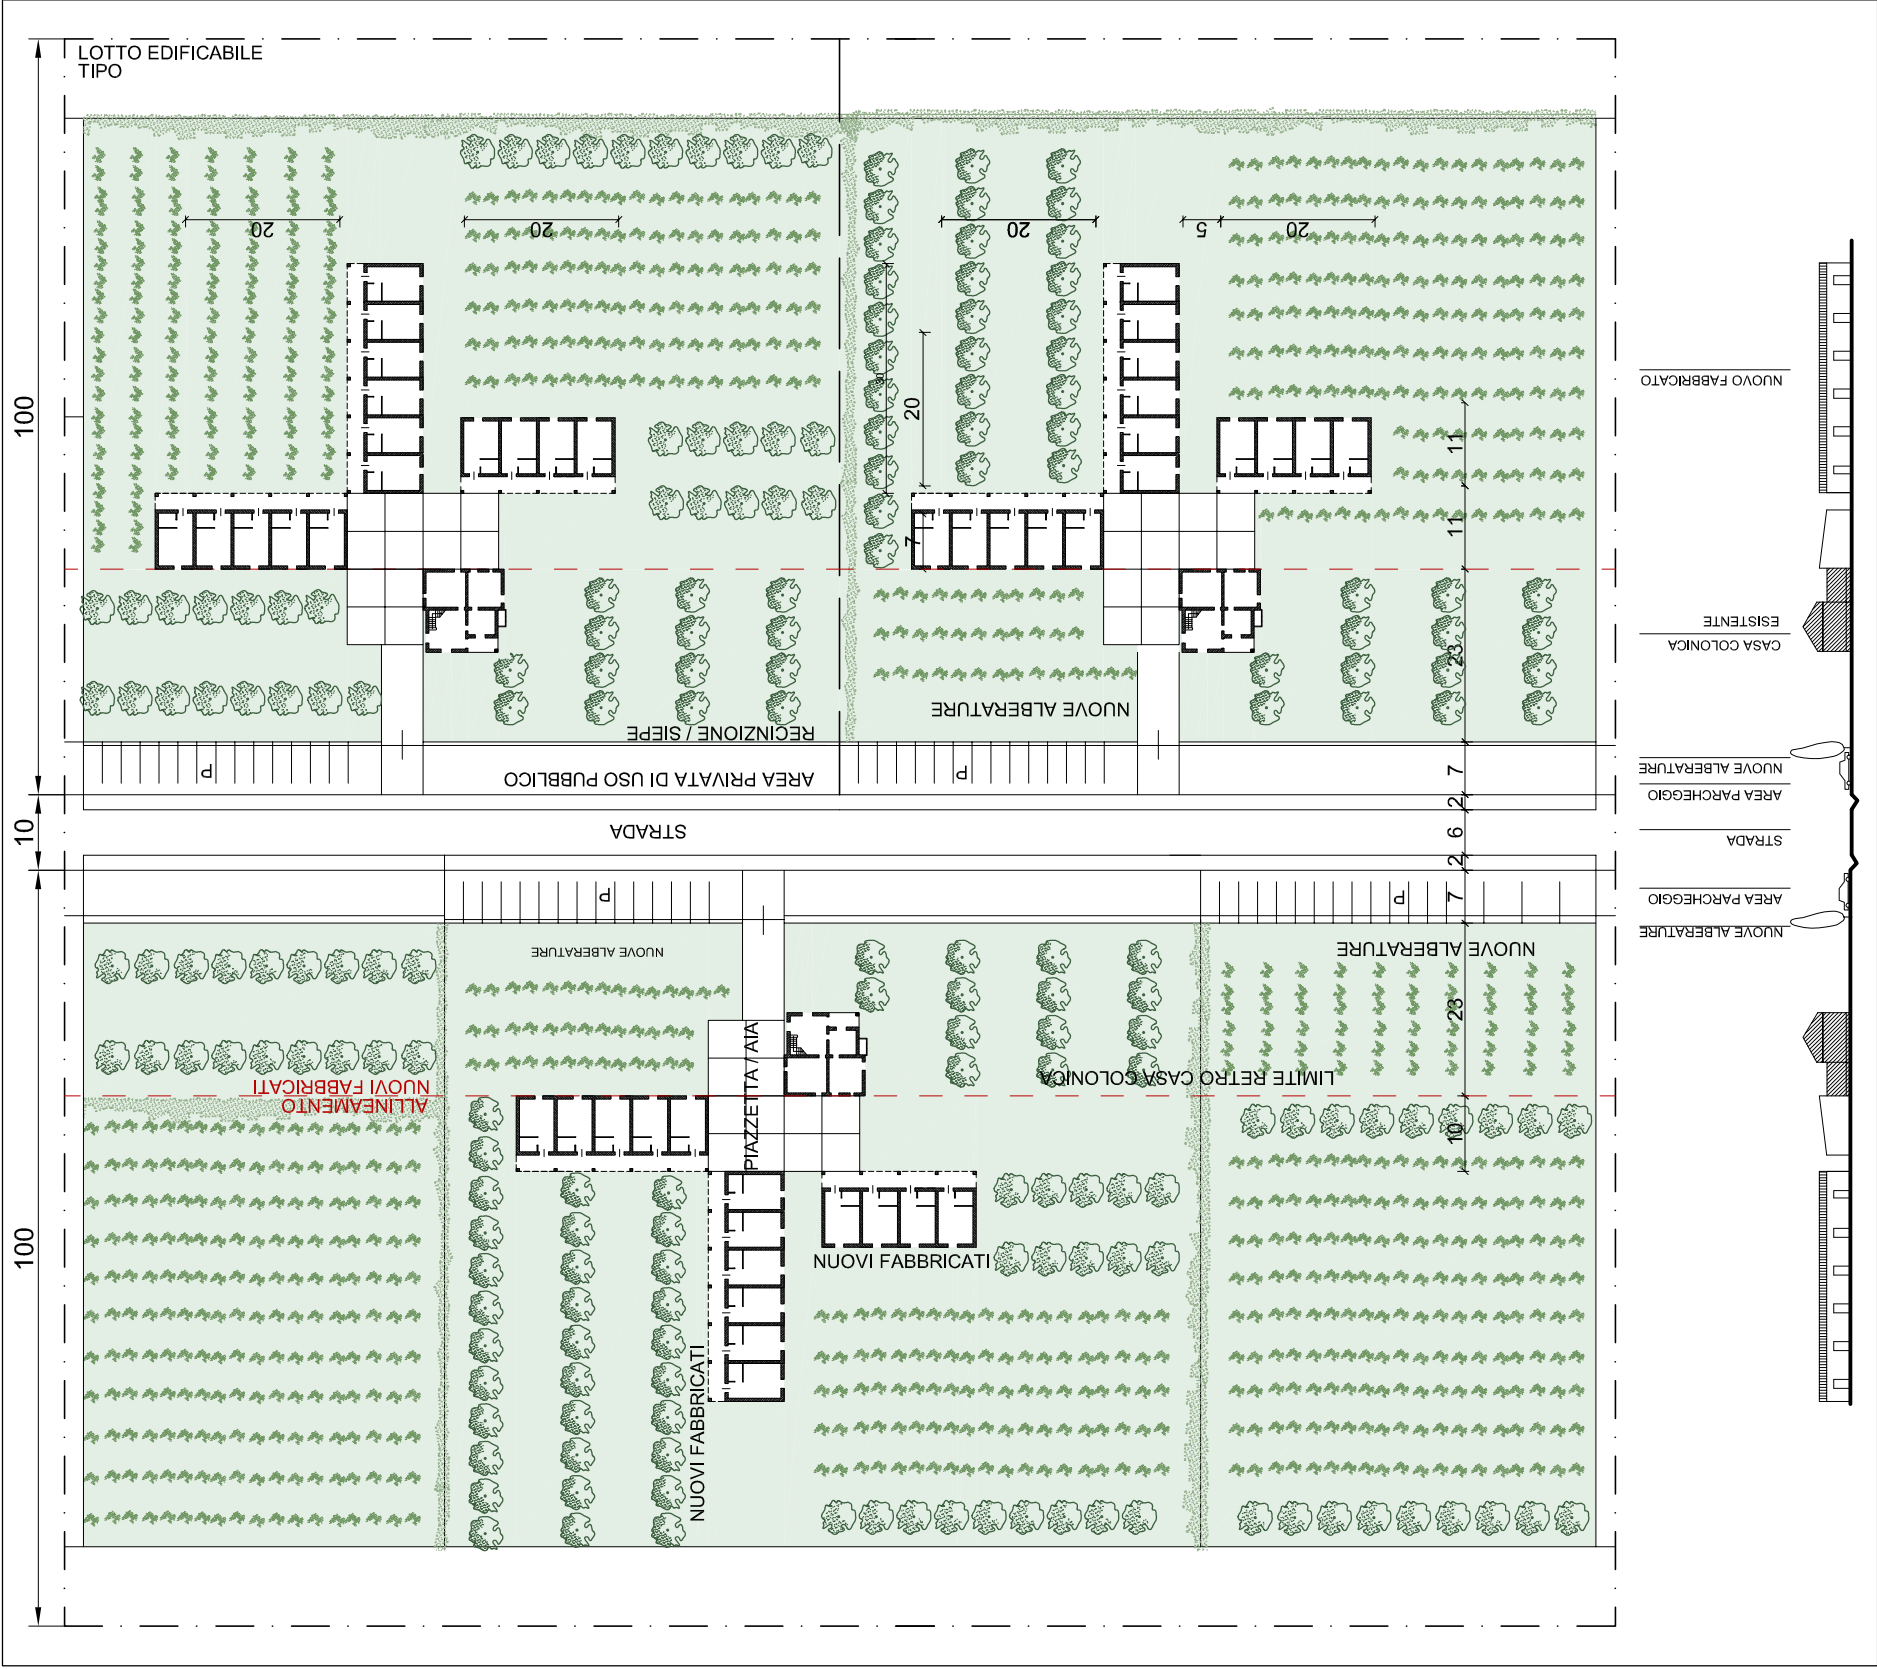 LOTTO EDIFICABILE
TIPO
100
20
20
20
5
20
30
20
11
11
7
23
NUOVE ALBERATURE
RECINZIONE / SIEPE
AREA PRIVATA DI USO PUBBLICO
P
P
7
2
10
STRADA
6
2
P
P
7
NUOVE ALBERATURE
NUOVE ALBERATURE
23
PIAZZETTA / AIA
LIMITE RETRO CASA COLONICA
ALLINEAMENTO
NUOVI FABBRICATI
10
NUOVI FABBRICATI
NUOVI FABBRICATI
100
NUOVO FABBRICATO
CASA COLONICA
ESISTENTE
NUOVE ALBERATURE
AREA PARCHEGGIO
STRADA
AREA PARCHEGGIO
NUOVE ALBERATURE